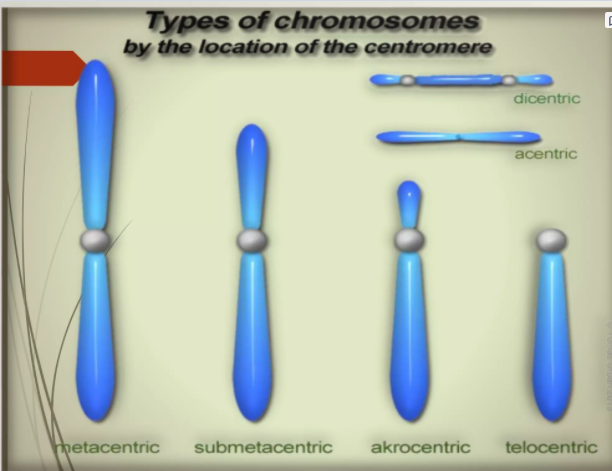 Types of chromosomes
by the location of the centromere
dicentric
acentric
metacentric submetacentric akrocentric telocentric